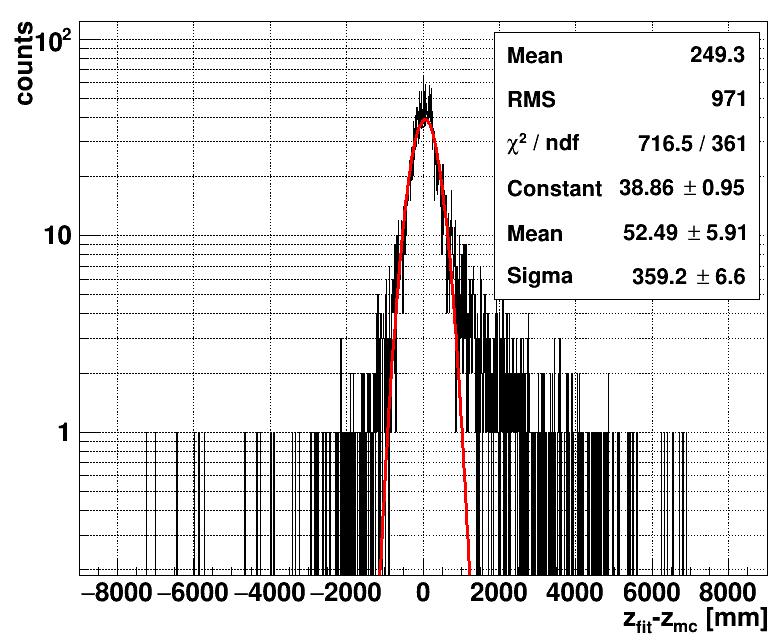 counts
10²
10
1
Mean 249.3
RMS 971
χ² / ndf 716.5 / 361
Constant 38.86 ± 0.95
Mean 52.49 ± 5.91
Sigma 359.2 ± 6.6
−8000 −6000 −4000 −2000 0 2000 4000 6000 8000
z_fit-z_mc [mm]